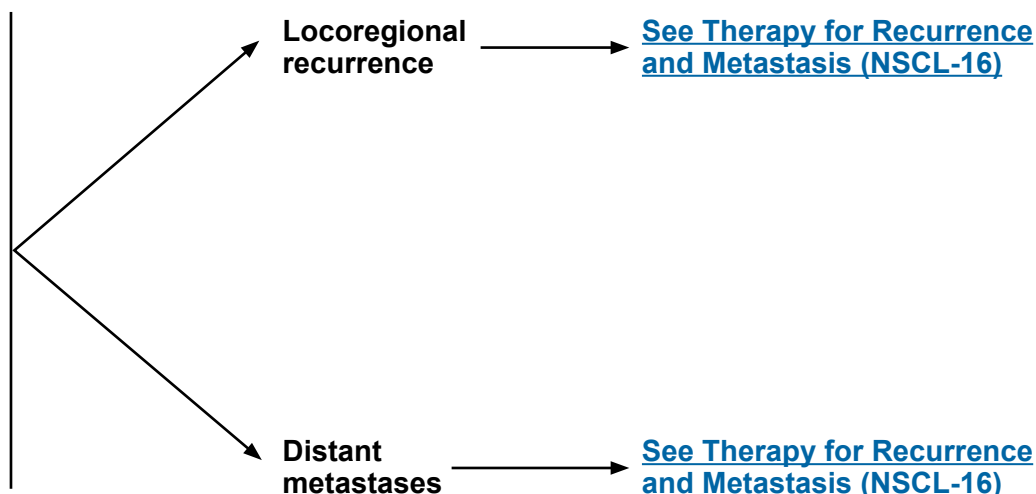 Locoregional
recurrence
See Therapy for Recurrence
and Metastasis (NSCL-16)
Distant
metastases
See Therapy for Recurrence
and Metastasis (NSCL-16)